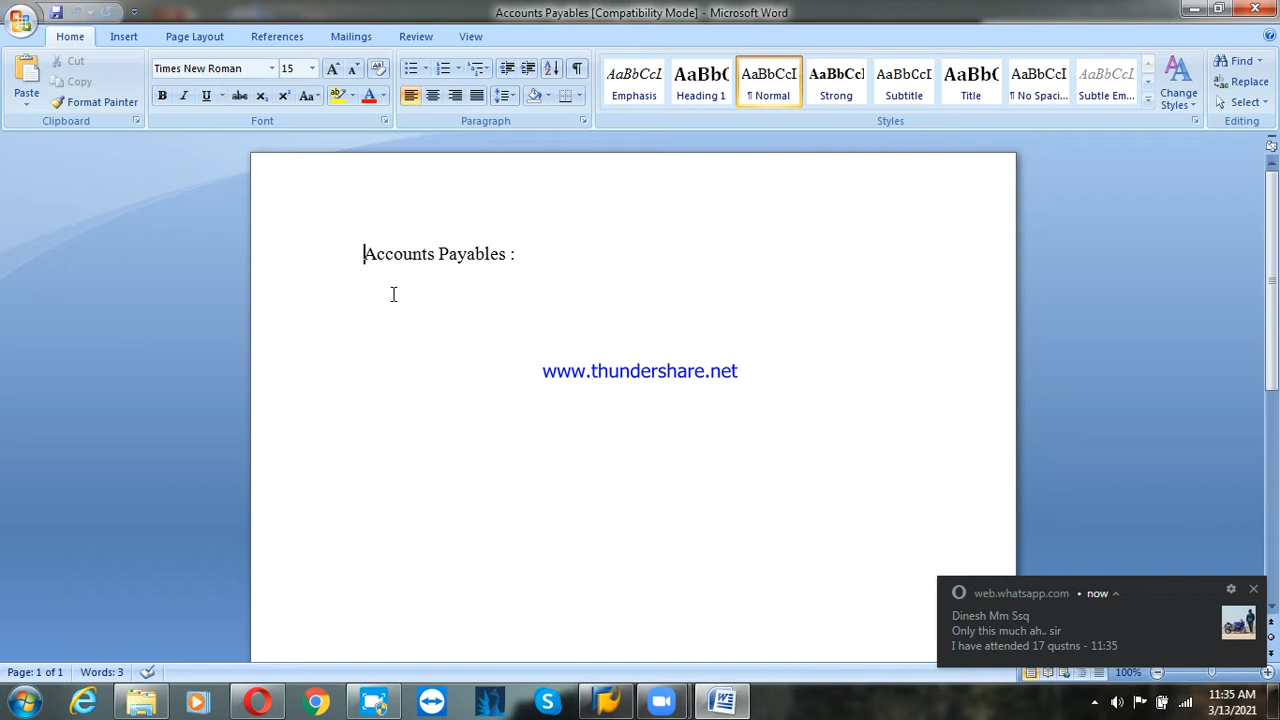 Accounts Payables [Compatibility Mode] - Microsoft Word
Home Insert Page Layout References Mailings Review View
Paste
Cut
Copy
Format Painter
Clipboard
Times New Roman 15
B I U abc X₂ X² Aa
Font
Paragraph
AaBbCcI AaBbC AaBbCcI AaBbCcI AaBbCcI AaBbC AaBbCcI AaBbCcI
Emphasis Heading 1 ¶ Normal Strong Subtitle Title ¶ No Spaci... Subtle Em...
Change Styles
Styles
Find
Replace
Select
Editing
Accounts Payables :
www.thundershare.net
web.whatsapp.com • now
Dinesh Mm Ssq
Only this much ah.. sir
I have attended 17 qustns - 11:35
Page: 1 of 1 Words: 3 100%
11:35 AM
3/13/2021